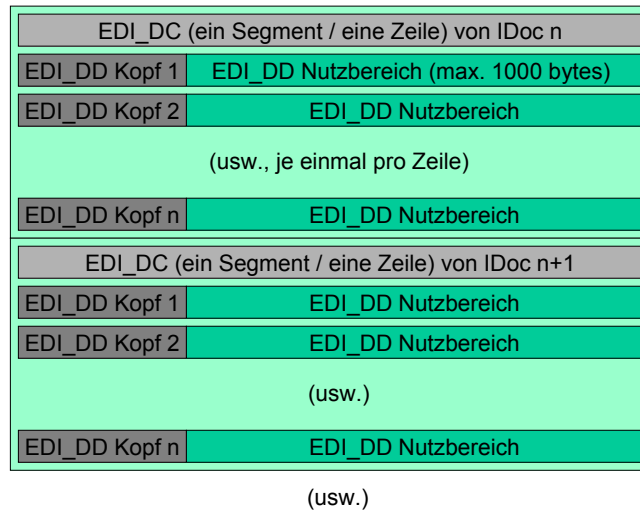 EDI_DC (ein Segment / eine Zeile) von IDoc n
EDI_DD Kopf 1 EDI_DD Nutzbereich (max. 1000 bytes)
EDI_DD Kopf 2 EDI_DD Nutzbereich
(usw., je einmal pro Zeile)
EDI_DD Kopf n EDI_DD Nutzbereich
EDI_DC (ein Segment / eine Zeile) von IDoc n+1
EDI_DD Kopf 1 EDI_DD Nutzbereich
EDI_DD Kopf 2 EDI_DD Nutzbereich
(usw.)
EDI_DD Kopf n EDI_DD Nutzbereich
(usw.)